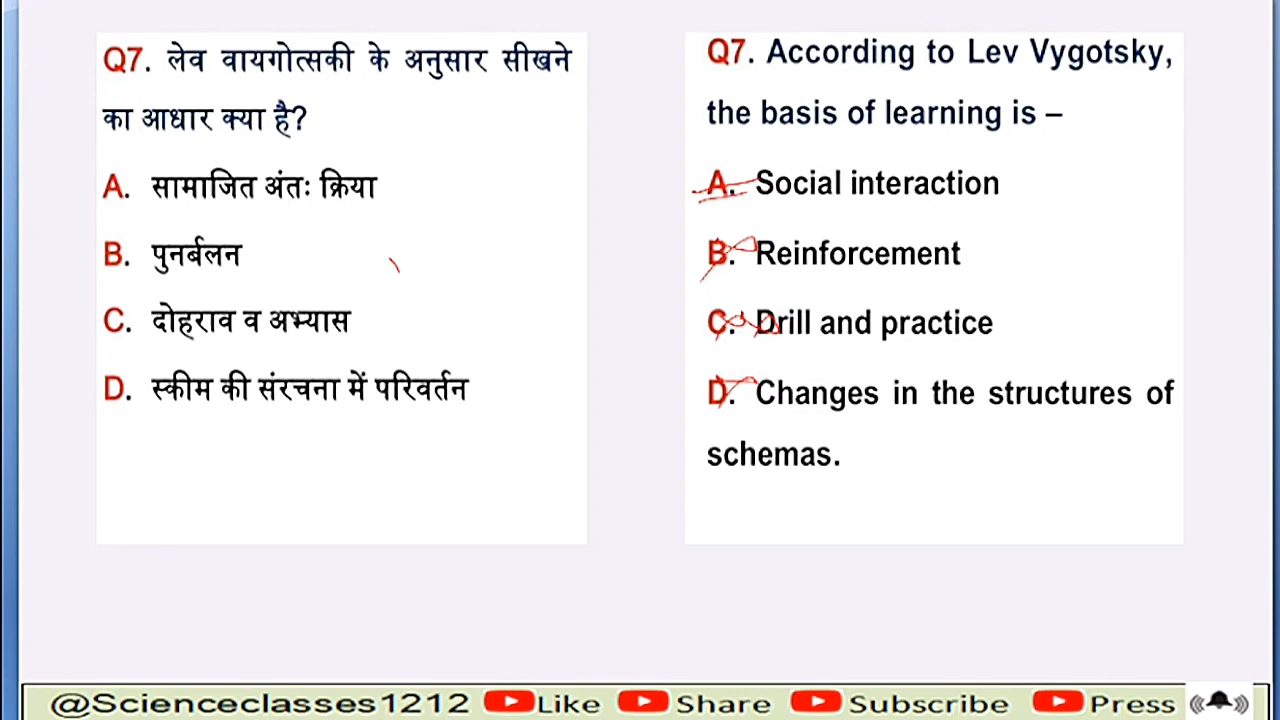 Q7. लेव वायगोत्सकी के अनुसार सीखने
का आधार क्या है?
A. सामाजित अंतः क्रिया
B. पुनर्बलन
C. दोहराव व अभ्यास
D. स्कीम की संरचना में परिवर्तन
Q7. According to Lev Vygotsky,
the basis of learning is –
A. Social interaction
B. Reinforcement
C. Drill and practice
D. Changes in the structures of
schemas.
@Scienceclasses1212 Like Share Subscribe Press